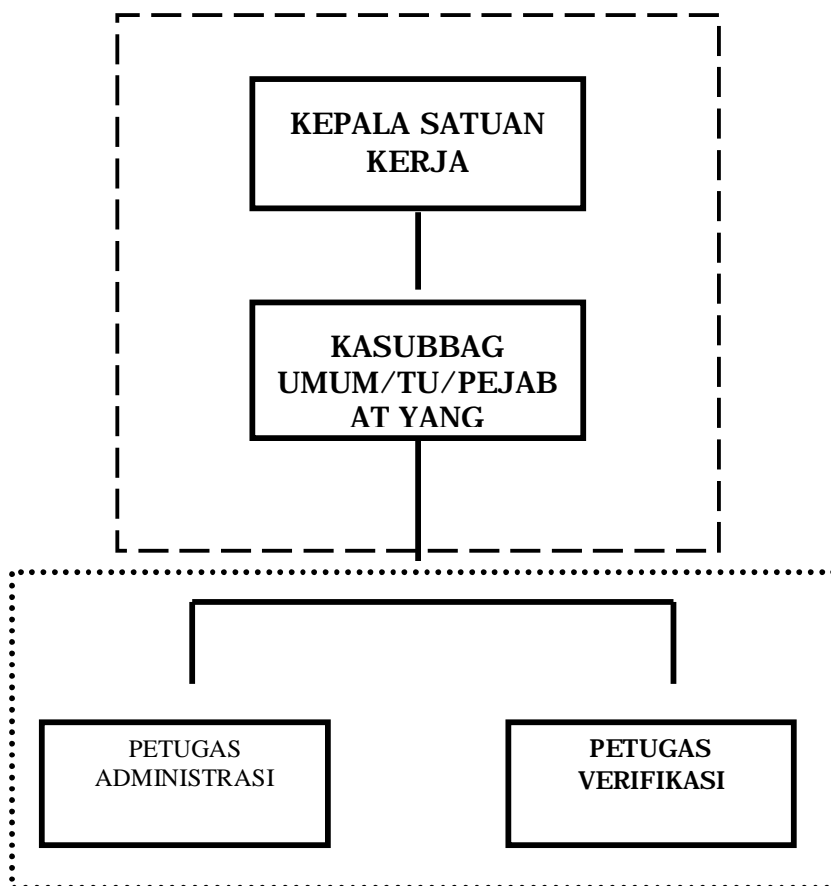 KEPALA SATUAN
KERJA
KASUBBAG
UMUM/TU/PEJAB
AT YANG
PETUGAS
ADMINISTRASI
PETUGAS
VERIFIKASI